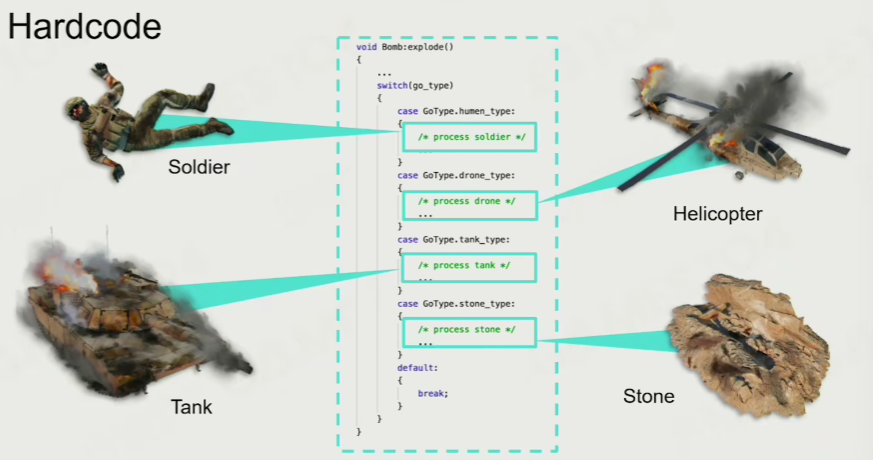 Hardcode
void Bomb:explode()
{
...
switch(go_type)
{
case GoType.humen_type:
{
/* process soldier */
}
case GoType.drone_type:
{
/* process drone */
...
}
case GoType.tank_type:
{
/* process tank */
...
}
case GoType.stone_type:
{
/* process stone */
...
}
default:
{
break;
}
}
}
Soldier
Helicopter
Tank
Stone